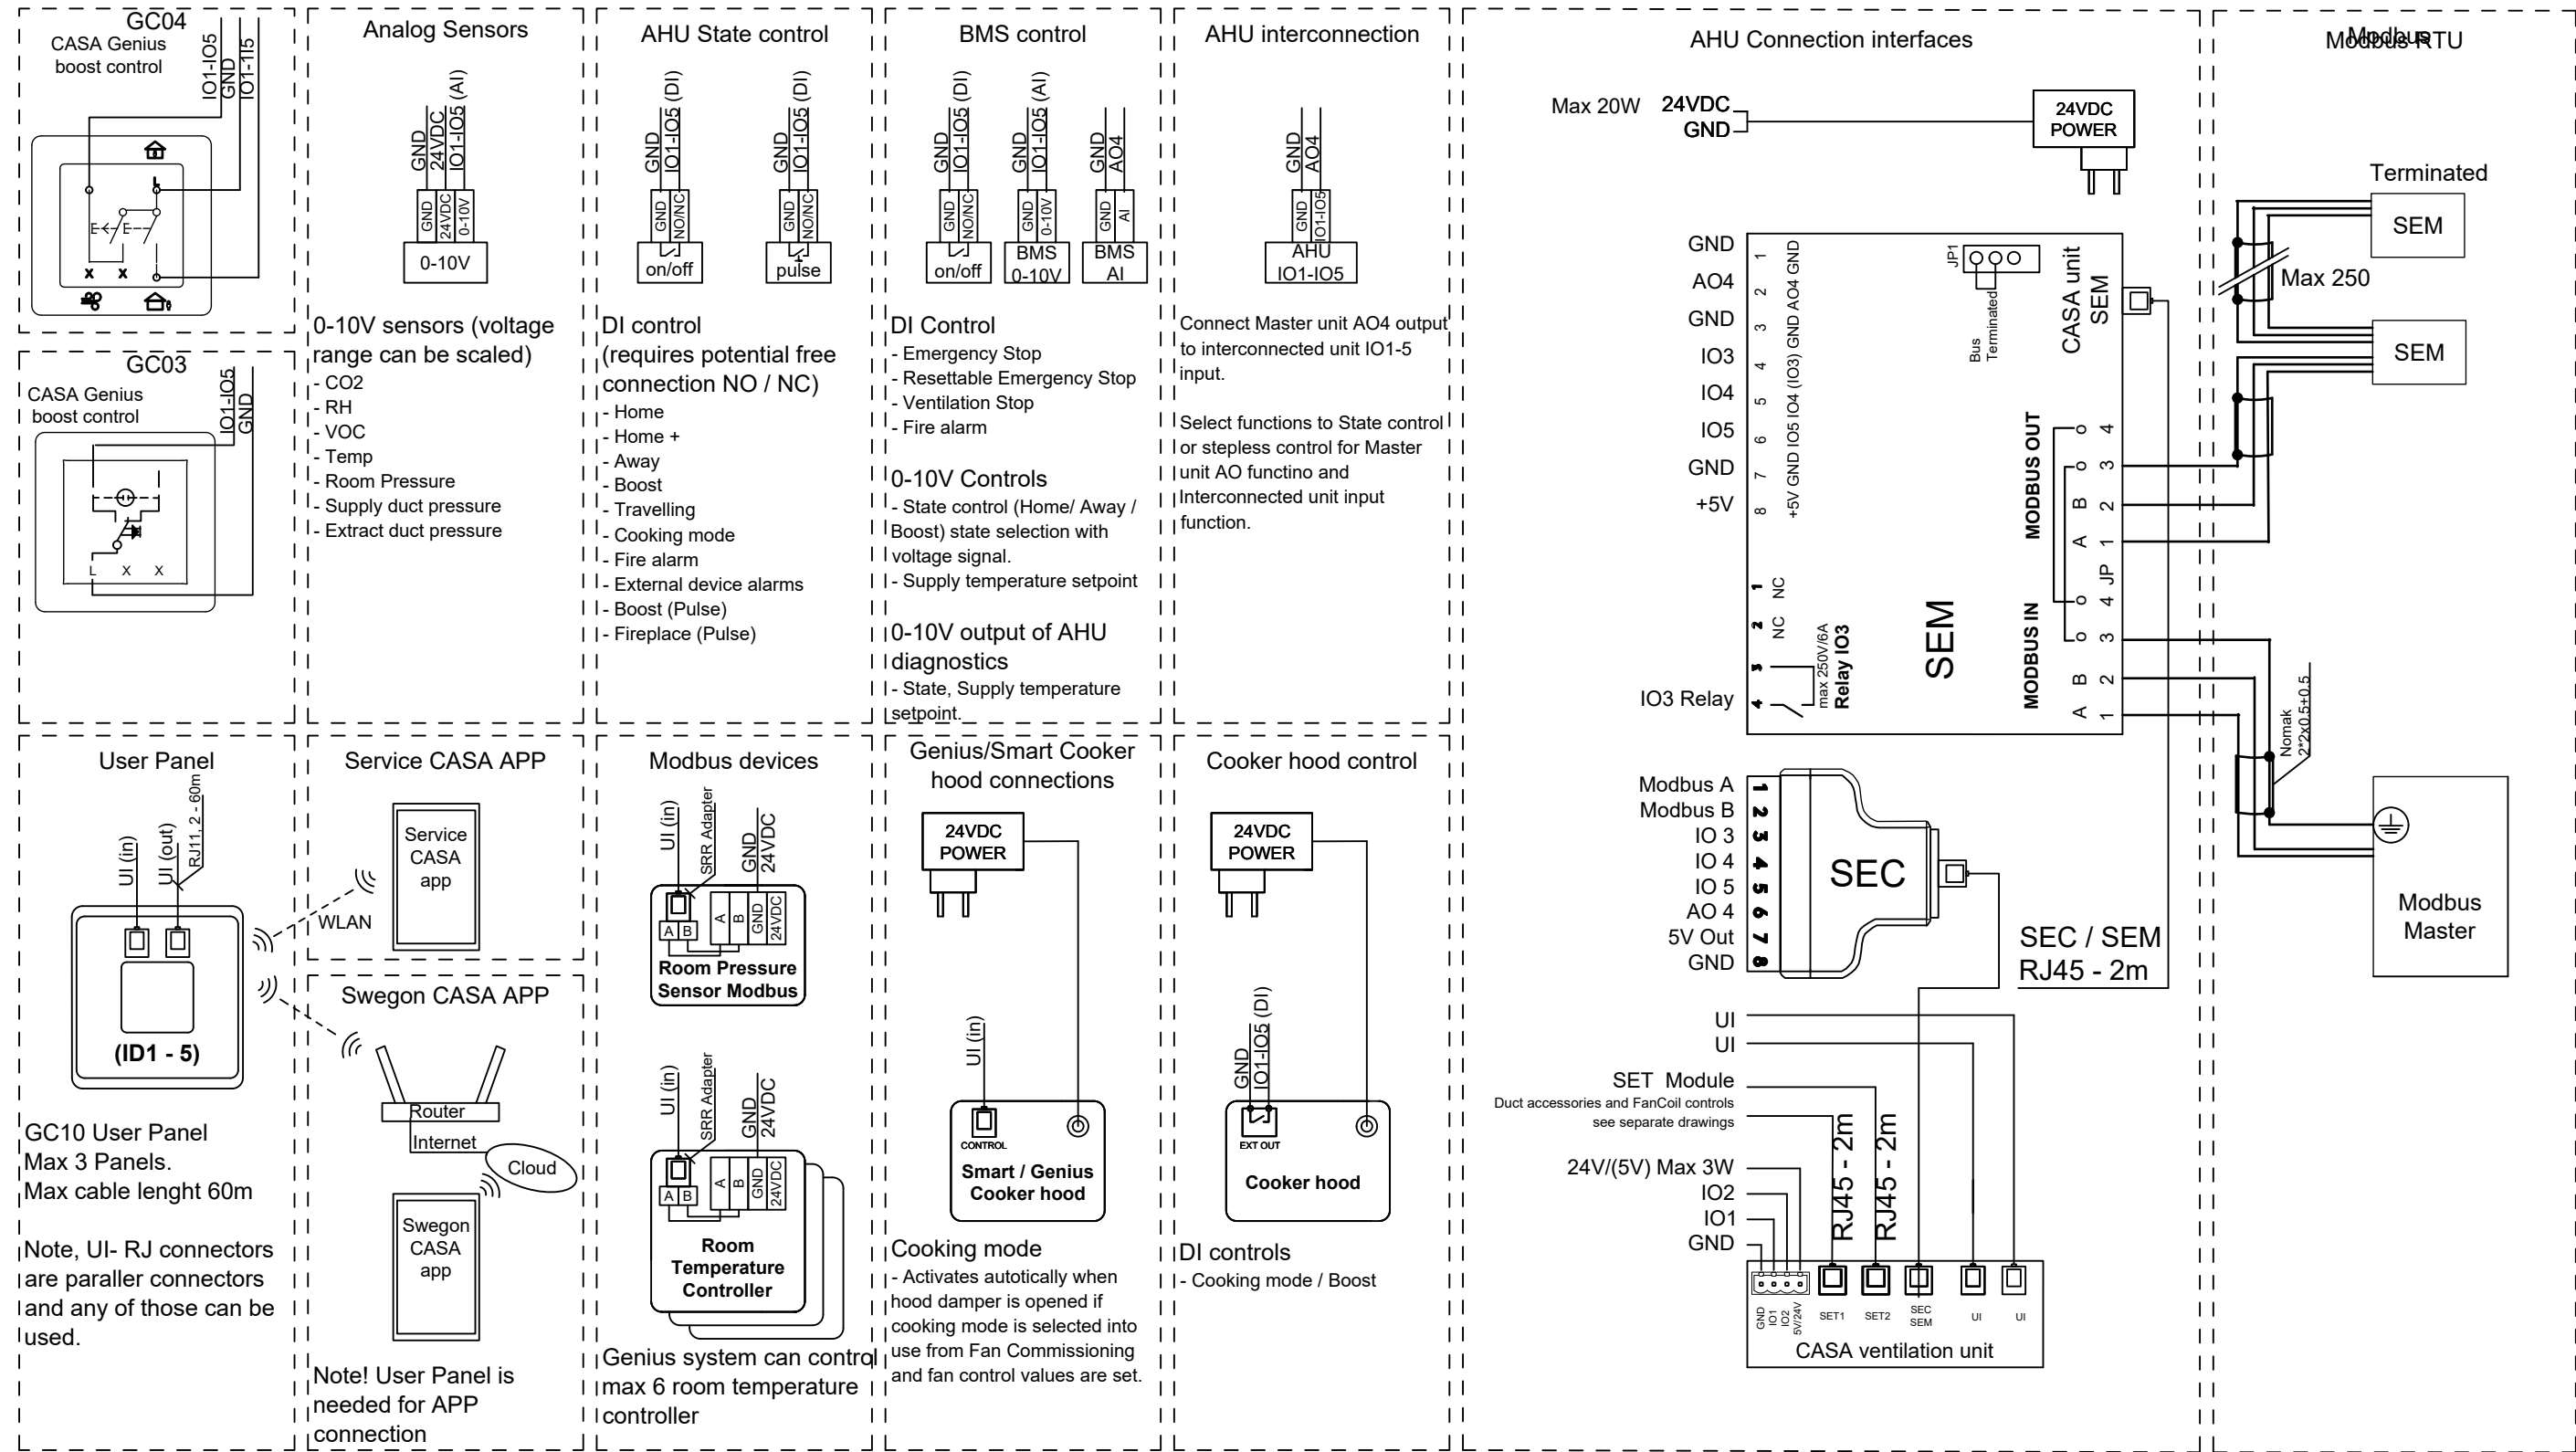 GC04
CASA Genius
boost control
IO1-IO5
GND
IO1-1I5
L
E
E
x
x
GC03
CASA Genius
boost control
IO1-IO5
GND
L
X
X
Analog Sensors
GND
24VDC
IO1-IO5 (AI)
GND
24VDC
0-10V
0-10V
0-10V sensors (voltage
range can be scaled)
- CO2
- RH
- VOC
- Temp
- Room Pressure
- Supply duct pressure
- Extract duct pressure
AHU State control
GND
IO1-IO5 (DI)
GND
NO/NC
on/off
GND
IO1-IO5 (DI)
GND
NO/NC
pulse
DI control
(requires potential free
connection NO / NC)
- Home
- Home +
- Away
- Boost
- Travelling
- Cooking mode
- Fire alarm
- External device alarms
- Boost (Pulse)
- Fireplace (Pulse)
BMS control
GND
IO1-IO5 (DI)
GND
NO/NC
on/off
GND
IO1-IO5 (AI)
GND
0-10V
BMS
0-10V
GND
AO4
GND
AI
BMS
AI
DI Control
- Emergency Stop
- Resettable Emergency Stop
- Ventilation Stop
- Fire alarm
0-10V Controls
- State control (Home/ Away /
Boost) state selection with
voltage signal.
- Supply temperature setpoint
0-10V output of AHU
diagnostics
- State, Supply temperature
setpoint.
AHU interconnection
GND
AO4
GND
IO1-IO5
AHU
IO1-IO5
Connect Master unit AO4 output
to interconnected unit IO1-5
input.
Select functions to State control
or stepless control for Master
unit AO functino and
Interconnected unit input
function.
User Panel
UI (in)
UI (out)
RJ11, 2 - 60m
(ID1 - 5)
GC10 User Panel
Max 3 Panels.
Max cable lenght 60m
Note, UI- RJ connectors
are paraller connectors
and any of those can be
used.
Service CASA APP
Service
CASA
app
WLAN
Swegon CASA APP
Router
Internet
Cloud
Swegon
CASA
app
Note! User Panel is
needed for APP
connection
Modbus devices
UI (in)
SRR Adapter
GND
24VDC
A
B
A
B
GND
24VDC
Room Pressure
Sensor Modbus
UI (in)
SRR Adapter
GND
24VDC
A
B
A
B
GND
24VDC
Room
Temperature
Controller
Genius system can control
max 6 room temperature
controller
Genius/Smart Cooker
hood connections
24VDC
POWER
UI (in)
CONTROL
Smart / Genius
Cooker hood
Cooking mode
- Activates autotically when
hood damper is opened if
cooking mode is selected into
use from Fan Commissioning
and fan control values are set.
Cooker hood control
24VDC
POWER
GND
IO1-IO5 (DI)
EXT OUT
Cooker hood
DI controls
- Cooking mode / Boost
AHU Connection interfaces
Max 20W
24VDC
GND
24VDC
POWER
GND
AO4
GND
IO3
IO4
IO5
GND
+5V
1
2
3
4
5
6
7
8
+5V GND IO5 IO4 (IO3) GND AO4 GND
JP1
Bus
Terminated
CASA unit
SEM
SEM
1
NC
2
NC
3
4
max 250V/6A
Relay IO3
IO3 Relay
MODBUS OUT
o
4
o
3
B
2
A
1
JP
MODBUS IN
o
4
o
3
B
2
A
1
Modbus A
Modbus B
IO 3
IO 4
IO 5
AO 4
5V Out
GND
1
2
3
4
5
6
7
8
SEC
SEC / SEM
RJ45 - 2m
UI
UI
SET Module
Duct accessories and FanCoil controls
see separate drawings
RJ45 - 2m
RJ45 - 2m
24V/(5V) Max 3W
IO2
IO1
GND
GND
IO1
IO2
5V/24V
SET1
SET2
SEC
SEM
UI
UI
CASA ventilation unit
Modbus
Modbus RTU
Terminated
SEM
Max 250
SEM
Nomak
2*2x0.5+0.5
Modbus
Master